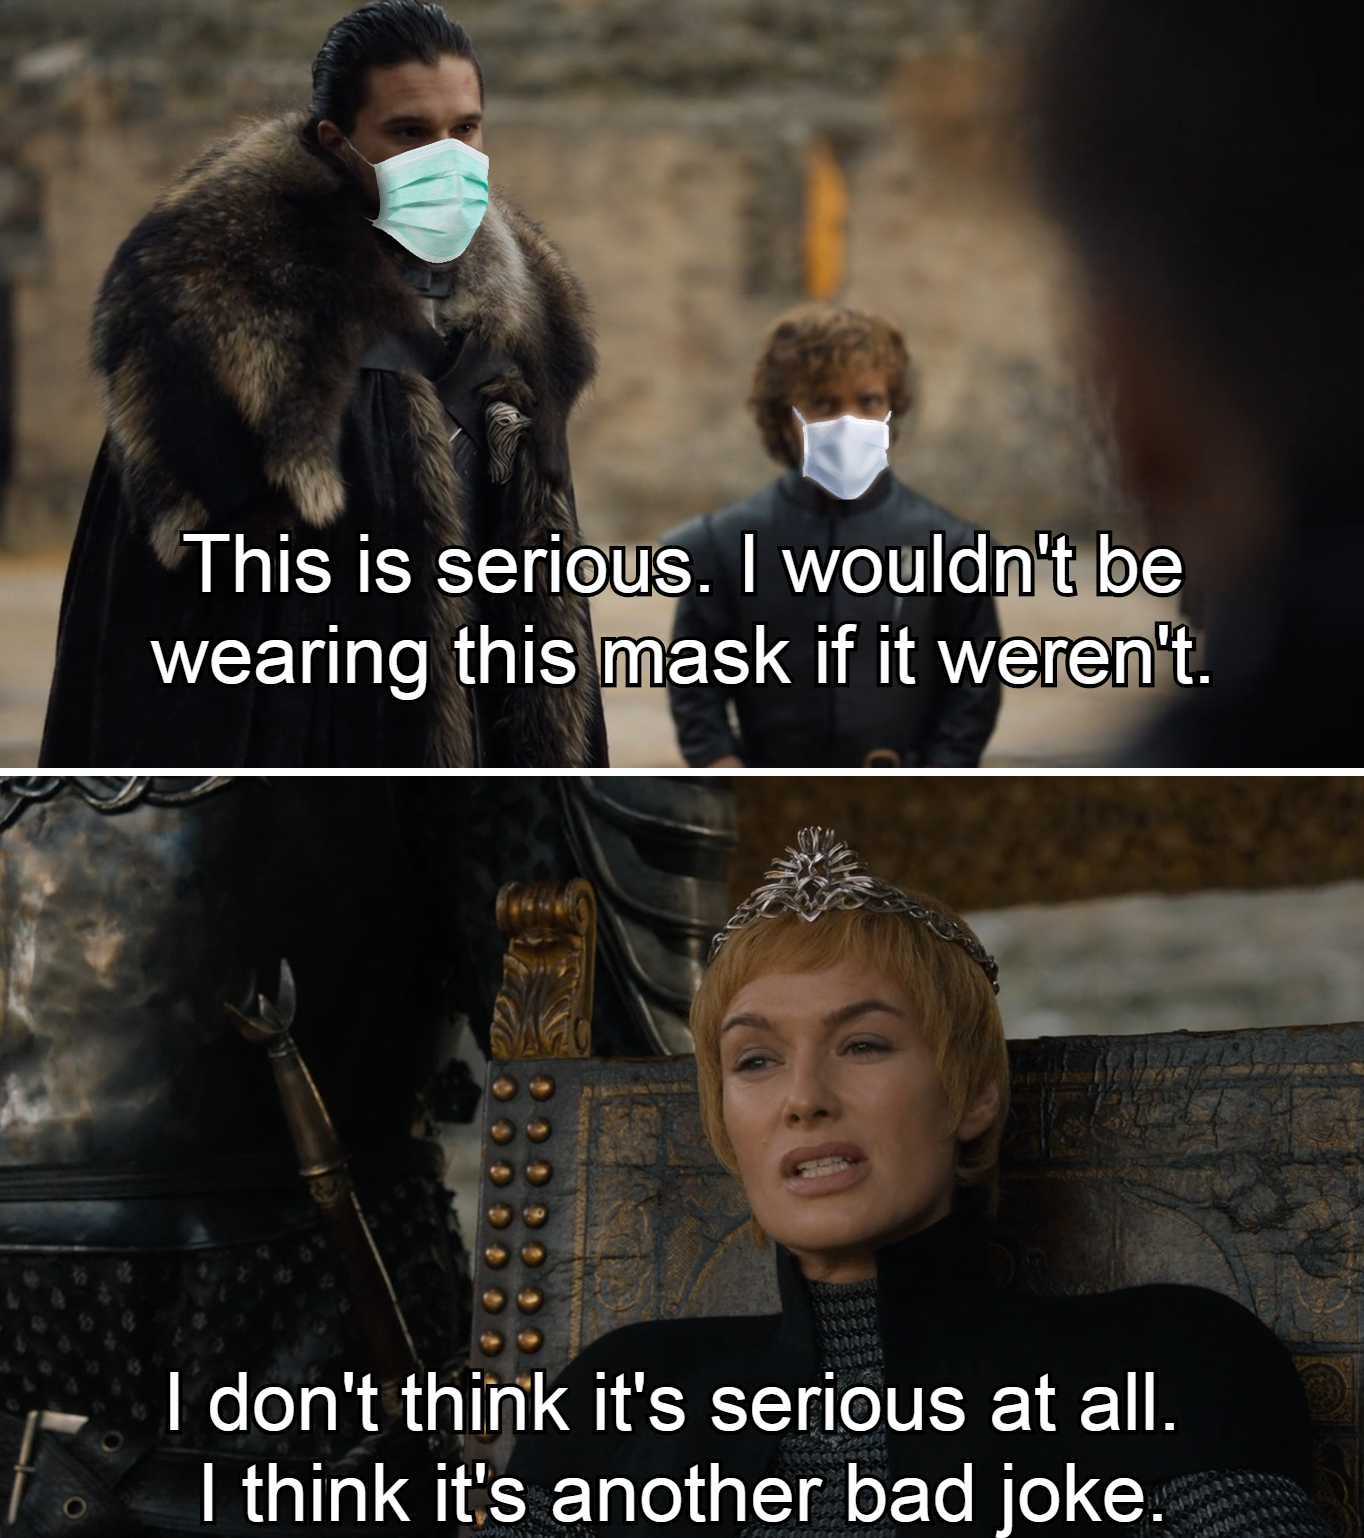 This is serious. I wouldn't be
wearing this mask if it weren't.
I don't think it's serious at all.
I think it's another bad joke.